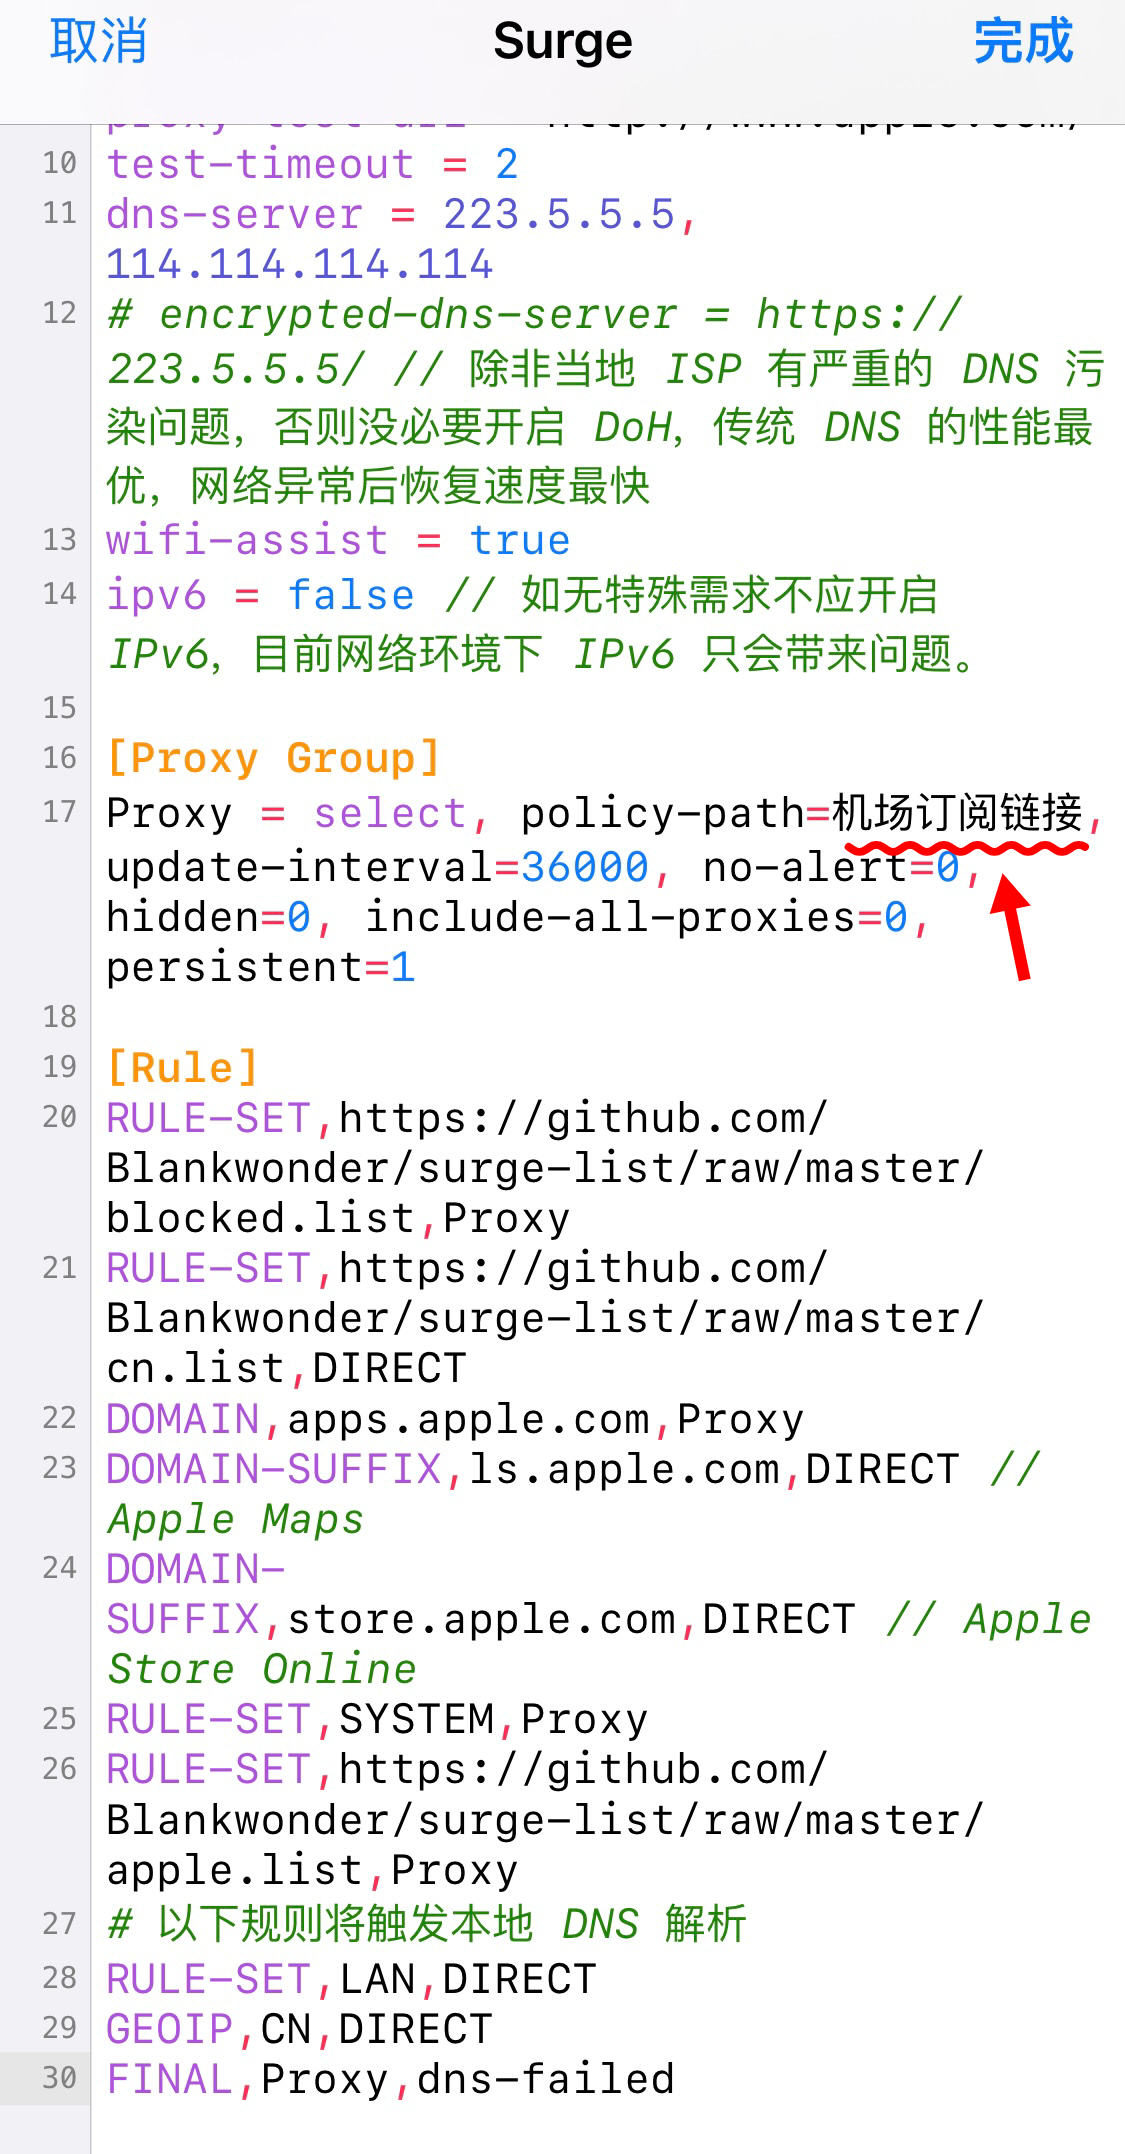 取消 Surge 完成
10 test-timeout = 2
11 dns-server = 223.5.5.5,
114.114.114.114
12 # encrypted-dns-server = https://
223.5.5.5/ // 除非当地 ISP 有严重的 DNS 污
染问题，否则没必要开启 DoH，传统 DNS 的性能最
优，网络异常后恢复速度最快
13 wifi-assist = true
14 ipv6 = false // 如无特殊需求不应开启
IPv6，目前网络环境下 IPv6 只会带来问题。
15
16 [Proxy Group]
17 Proxy = select, policy-path=机场订阅链接,
update-interval=36000, no-alert=0,
hidden=0, include-all-proxies=0,
persistent=1
18
19 [Rule]
20 RULE-SET,https://github.com/
Blankwonder/surge-list/raw/master/
blocked.list,Proxy
21 RULE-SET,https://github.com/
Blankwonder/surge-list/raw/master/
cn.list,DIRECT
22 DOMAIN,apps.apple.com,Proxy
23 DOMAIN-SUFFIX,ls.apple.com,DIRECT //
Apple Maps
24 DOMAIN-
SUFFIX,store.apple.com,DIRECT // Apple
Store Online
25 RULE-SET,SYSTEM,Proxy
26 RULE-SET,https://github.com/
Blankwonder/surge-list/raw/master/
apple.list,Proxy
27 # 以下规则将触发本地 DNS 解析
28 RULE-SET,LAN,DIRECT
29 GEOIP,CN,DIRECT
30 FINAL,Proxy,dns-failed